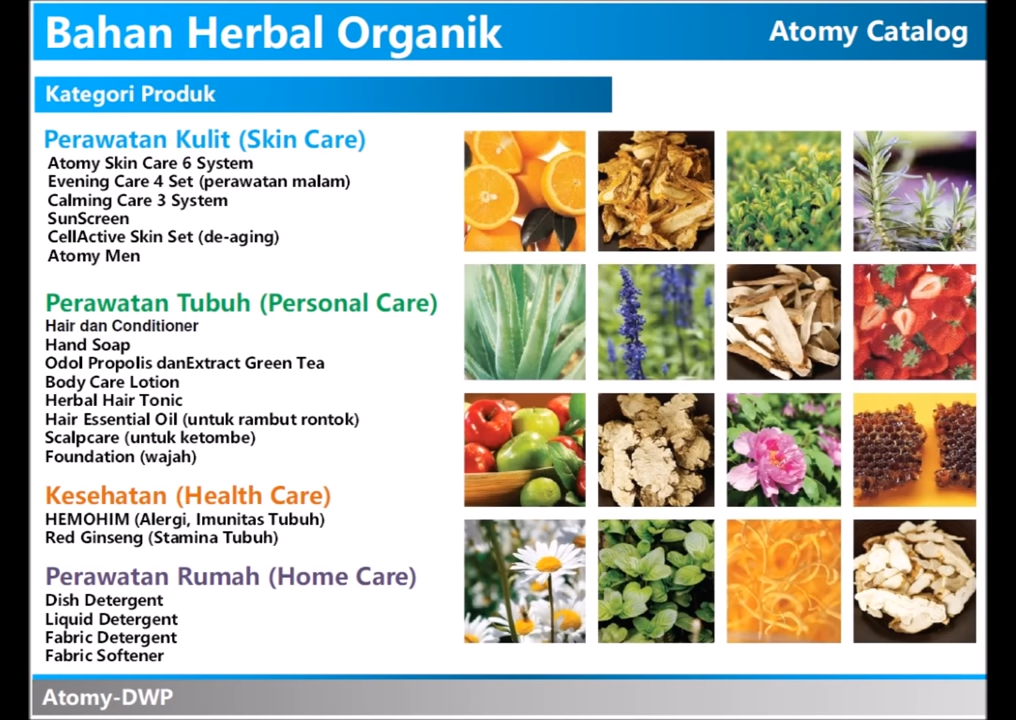 Bahan Herbal Organik
Atomy Catalog
Kategori Produk
Perawatan Kulit (Skin Care)
Atomy Skin Care 6 System
Evening Care 4 Set (perawatan malam)
Calming Care 3 System
SunScreen
CellActive Skin Set (de-aging)
Atomy Men
Perawatan Tubuh (Personal Care)
Hair dan Conditioner
Hand Soap
Odol Propolis danExtract Green Tea
Body Care Lotion
Herbal Hair Tonic
Hair Essential Oil (untuk rambut rontok)
Scalpcare (untuk ketombe)
Foundation (wajah)
Kesehatan (Health Care)
HEMOHIM (Alergi, Imunitas Tubuh)
Red Ginseng (Stamina Tubuh)
Perawatan Rumah (Home Care)
Dish Detergent
Liquid Detergent
Fabric Detergent
Fabric Softener
Atomy-DWP